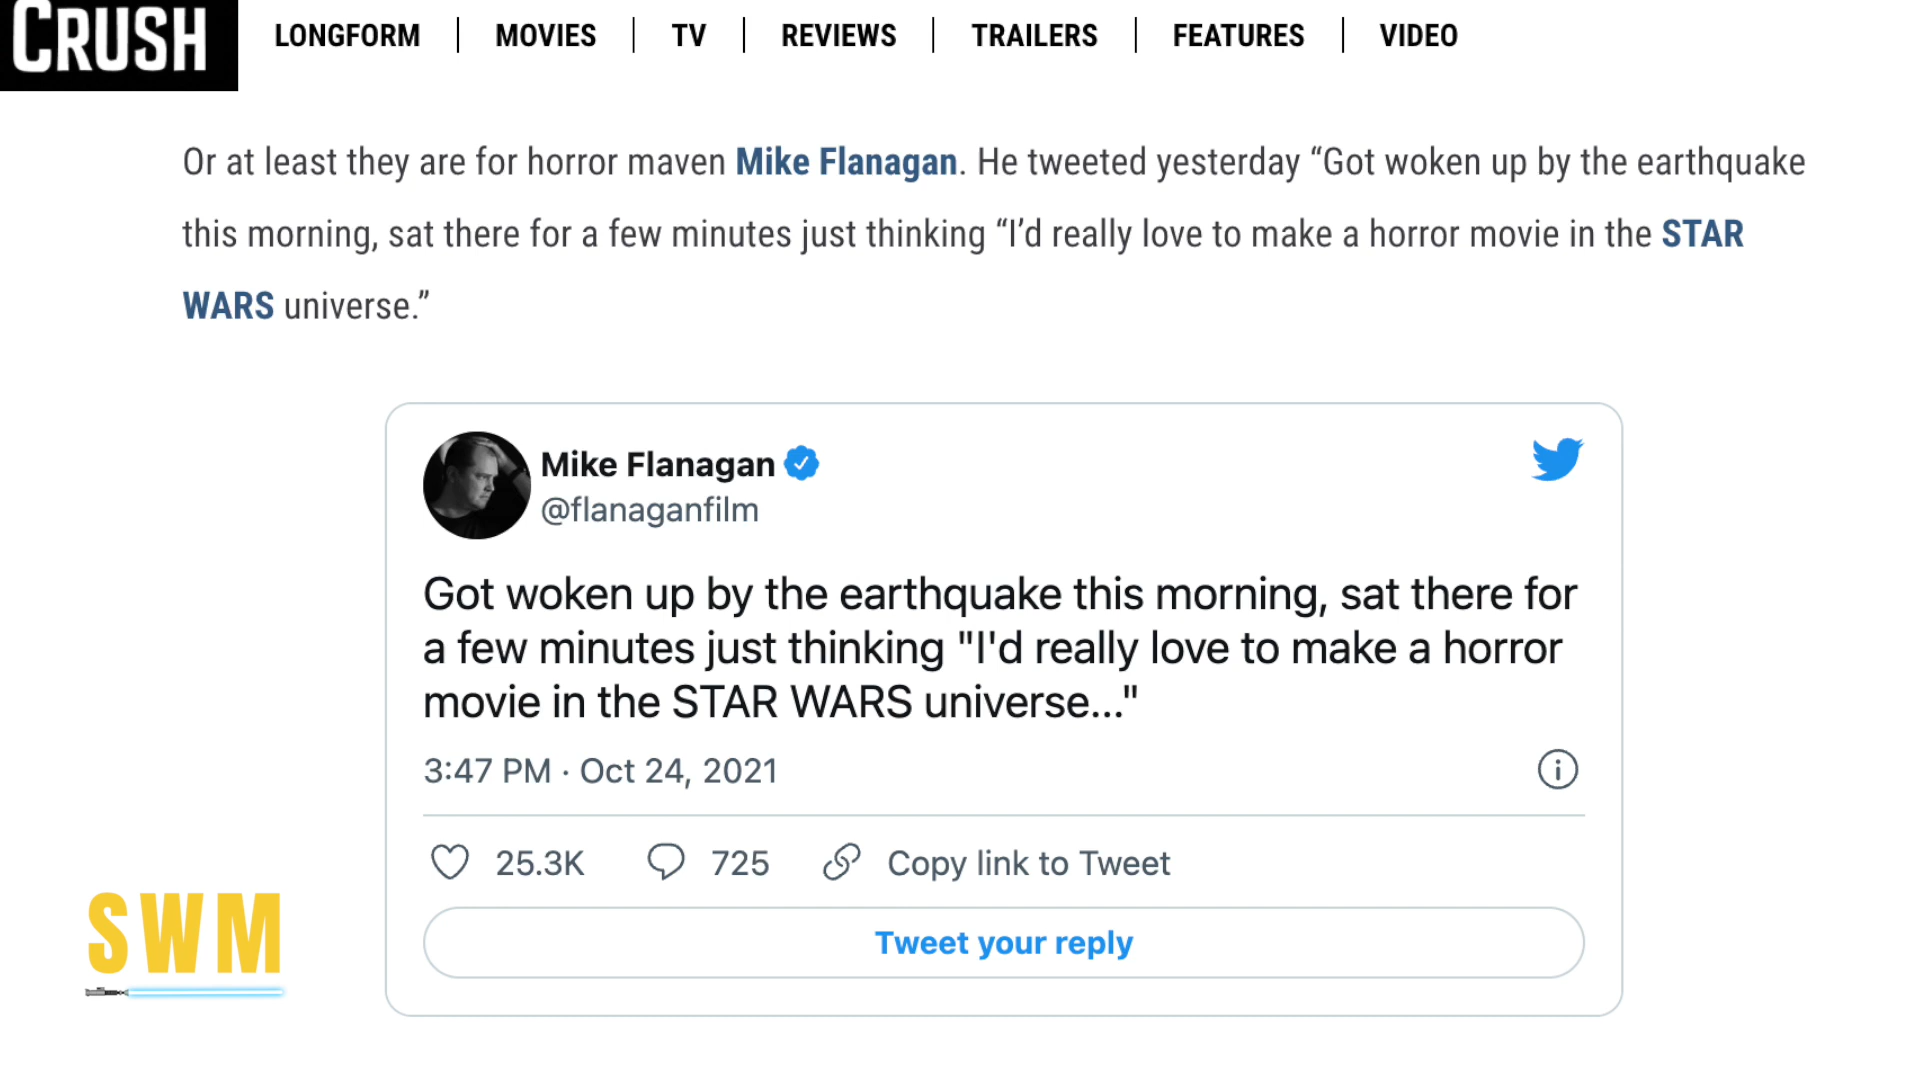 CRUSH
LONGFORM | MOVIES | TV | REVIEWS | TRAILERS | FEATURES | VIDEO
Or at least they are for horror maven Mike Flanagan. He tweeted yesterday “Got woken up by the earthquake
this morning, sat there for a few minutes just thinking “I’d really love to make a horror movie in the STAR
WARS universe.”
Mike Flanagan
@flanaganfilm
Got woken up by the earthquake this morning, sat there for
a few minutes just thinking "I'd really love to make a horror
movie in the STAR WARS universe..."
3:47 PM · Oct 24, 2021
25.3K 725 Copy link to Tweet
Tweet your reply
SWM